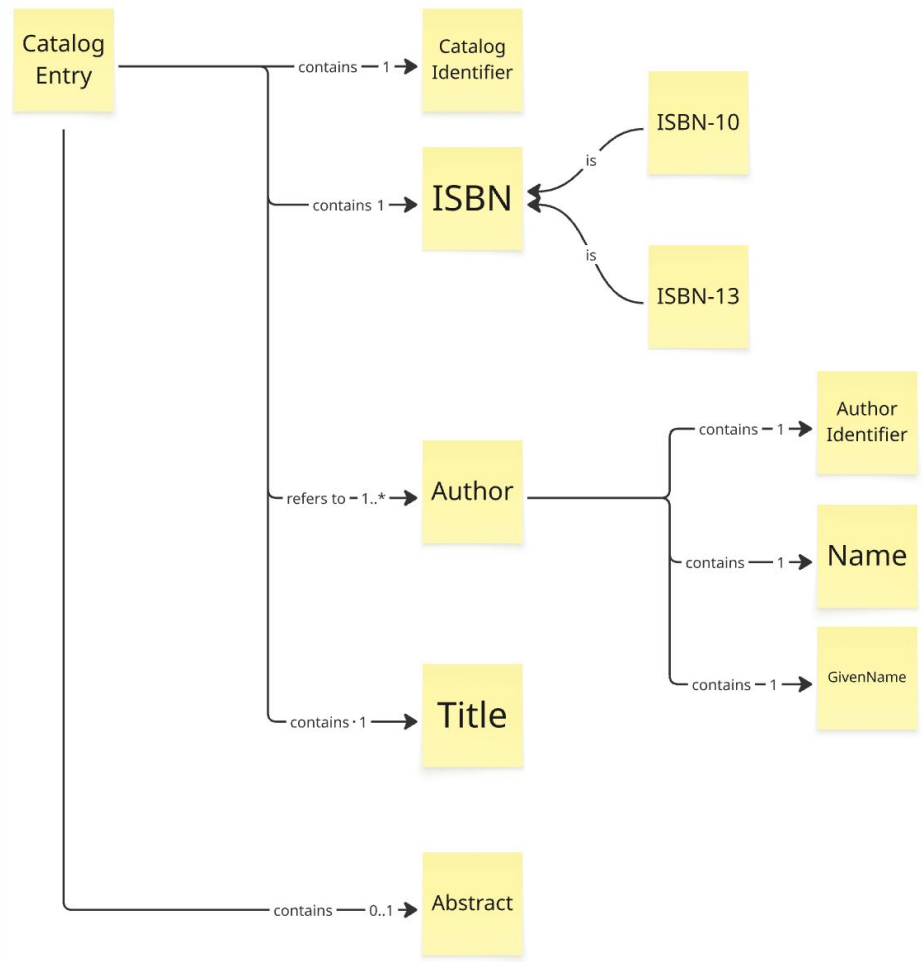 Catalog
Entry
contains 1
Catalog
Identifier
ISBN-10
is
contains 1
ISBN
is
ISBN-13
Author
Identifier
contains 1
refers to 1..*
Author
contains 1
Name
contains 1
GivenName
contains 1
Title
contains 0..1
Abstract